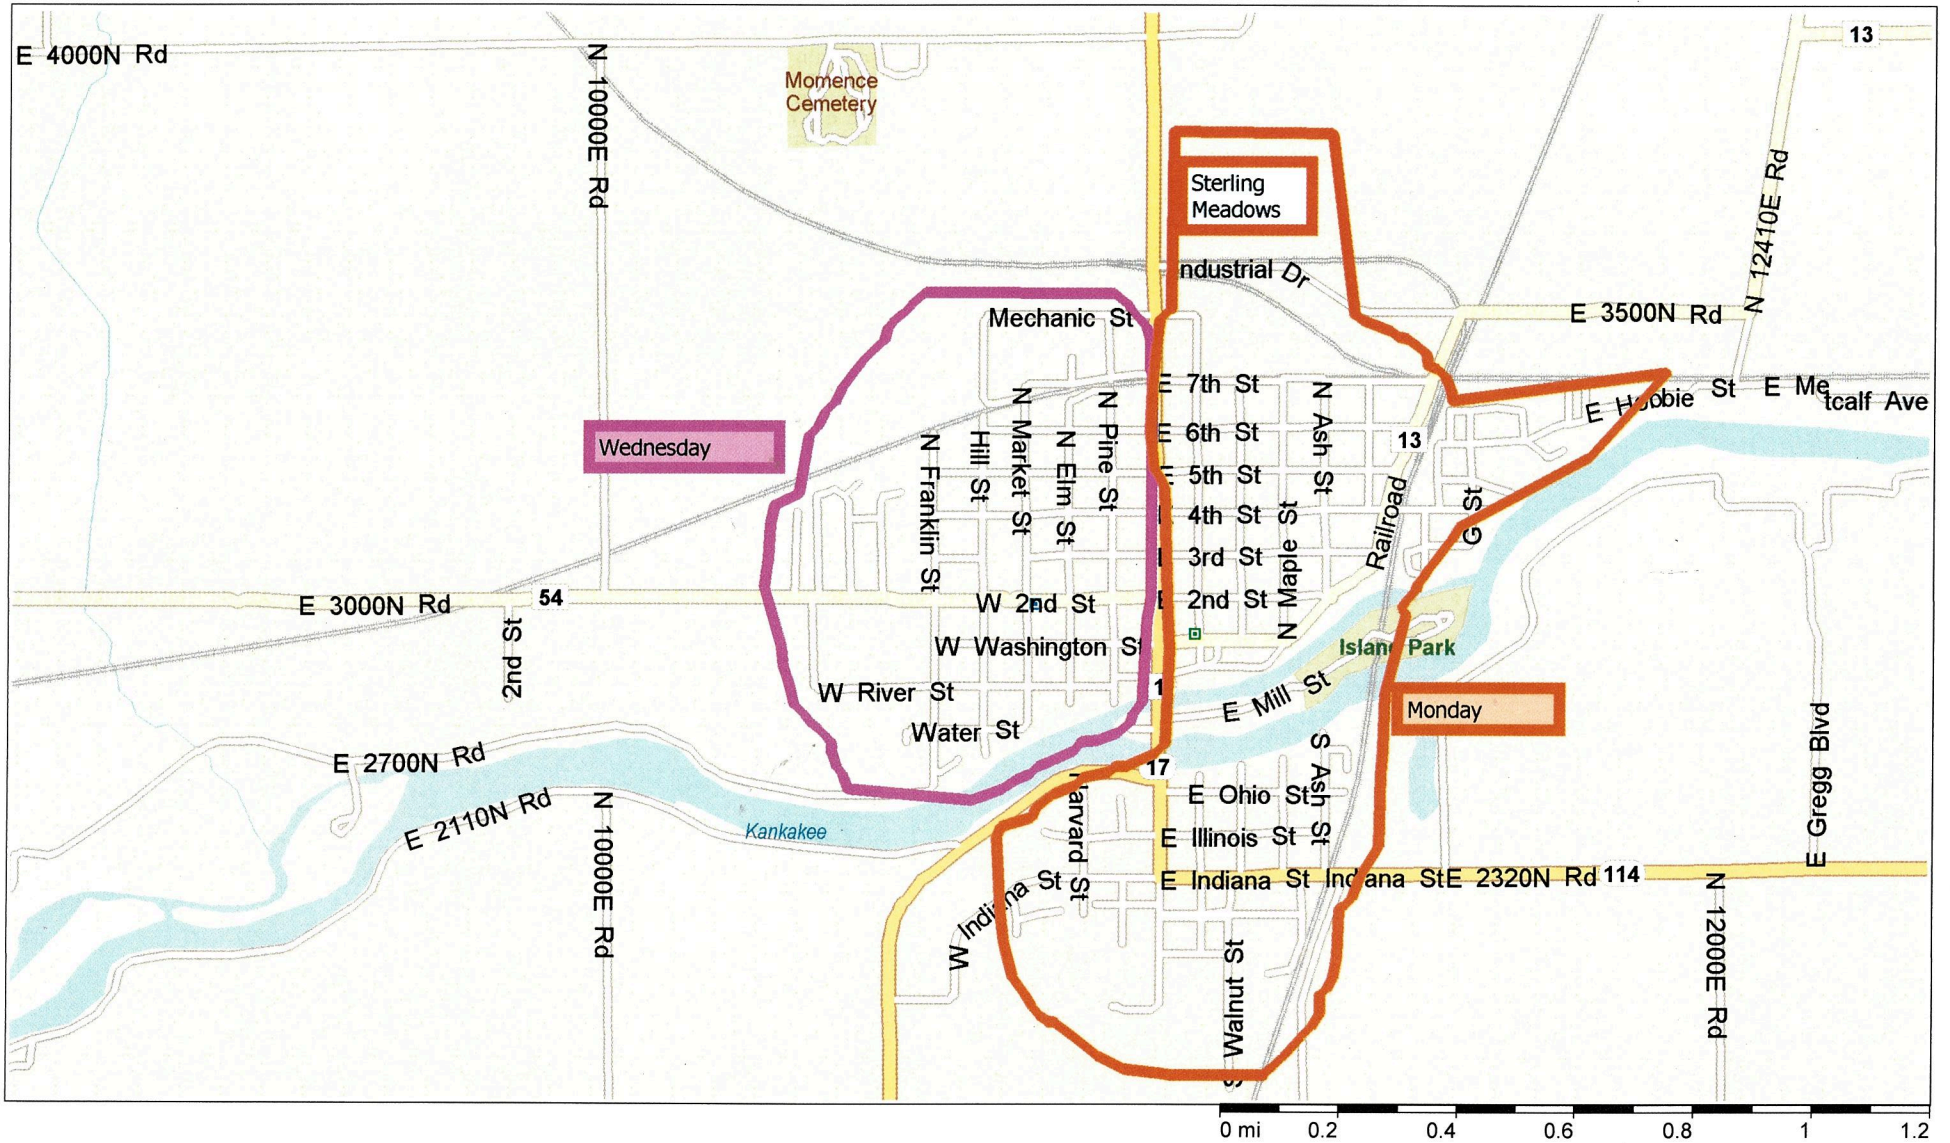 13
E 4000N Rd
N 10000E Rd
Momence
Cemetery
Sterling
Meadows
N 12410E Rd
ndustrial Dr
Mechanic St
E 3500N Rd
E 7th St
N Ash St
E Hobbie St
E Me
tcalf Ave
N Market St
N Pine St
E 6th St
13
Wednesday
N Franklin St
Hill St
N Elm St
5th St
4th St
N Maple St
Railroad
G St
3rd St
E 3000N Rd
54
W 2nd St
2nd St
2nd St
W Washington St
Island Park
W River St
1
E Mill St
Monday
Water St
E 2700N Rd
17
S Ash St
E Gregg Blvd
E 2110N Rd
N 10000E Rd
Kankakee
arvard St
E Ohio St
E Illinois St
W Indiana St
E Indiana St
Indiana St
E 2320N Rd
114
N 12000E Rd
S Walnut St
0 mi 0.2 0.4 0.6 0.8 1 1.2